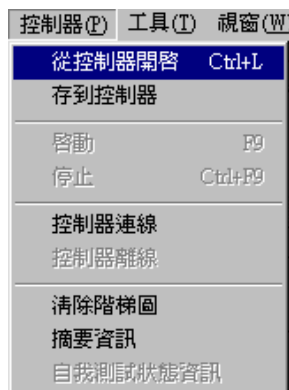 控制器(P) 工具(T) 視窗(W
從控制器開啓 Ctrl+L
存到控制器
啓動 F9
停止 Ctrl+F9
控制器連線
控制器離線
清除階梯圖
摘要資訊
自我測試狀態資訊